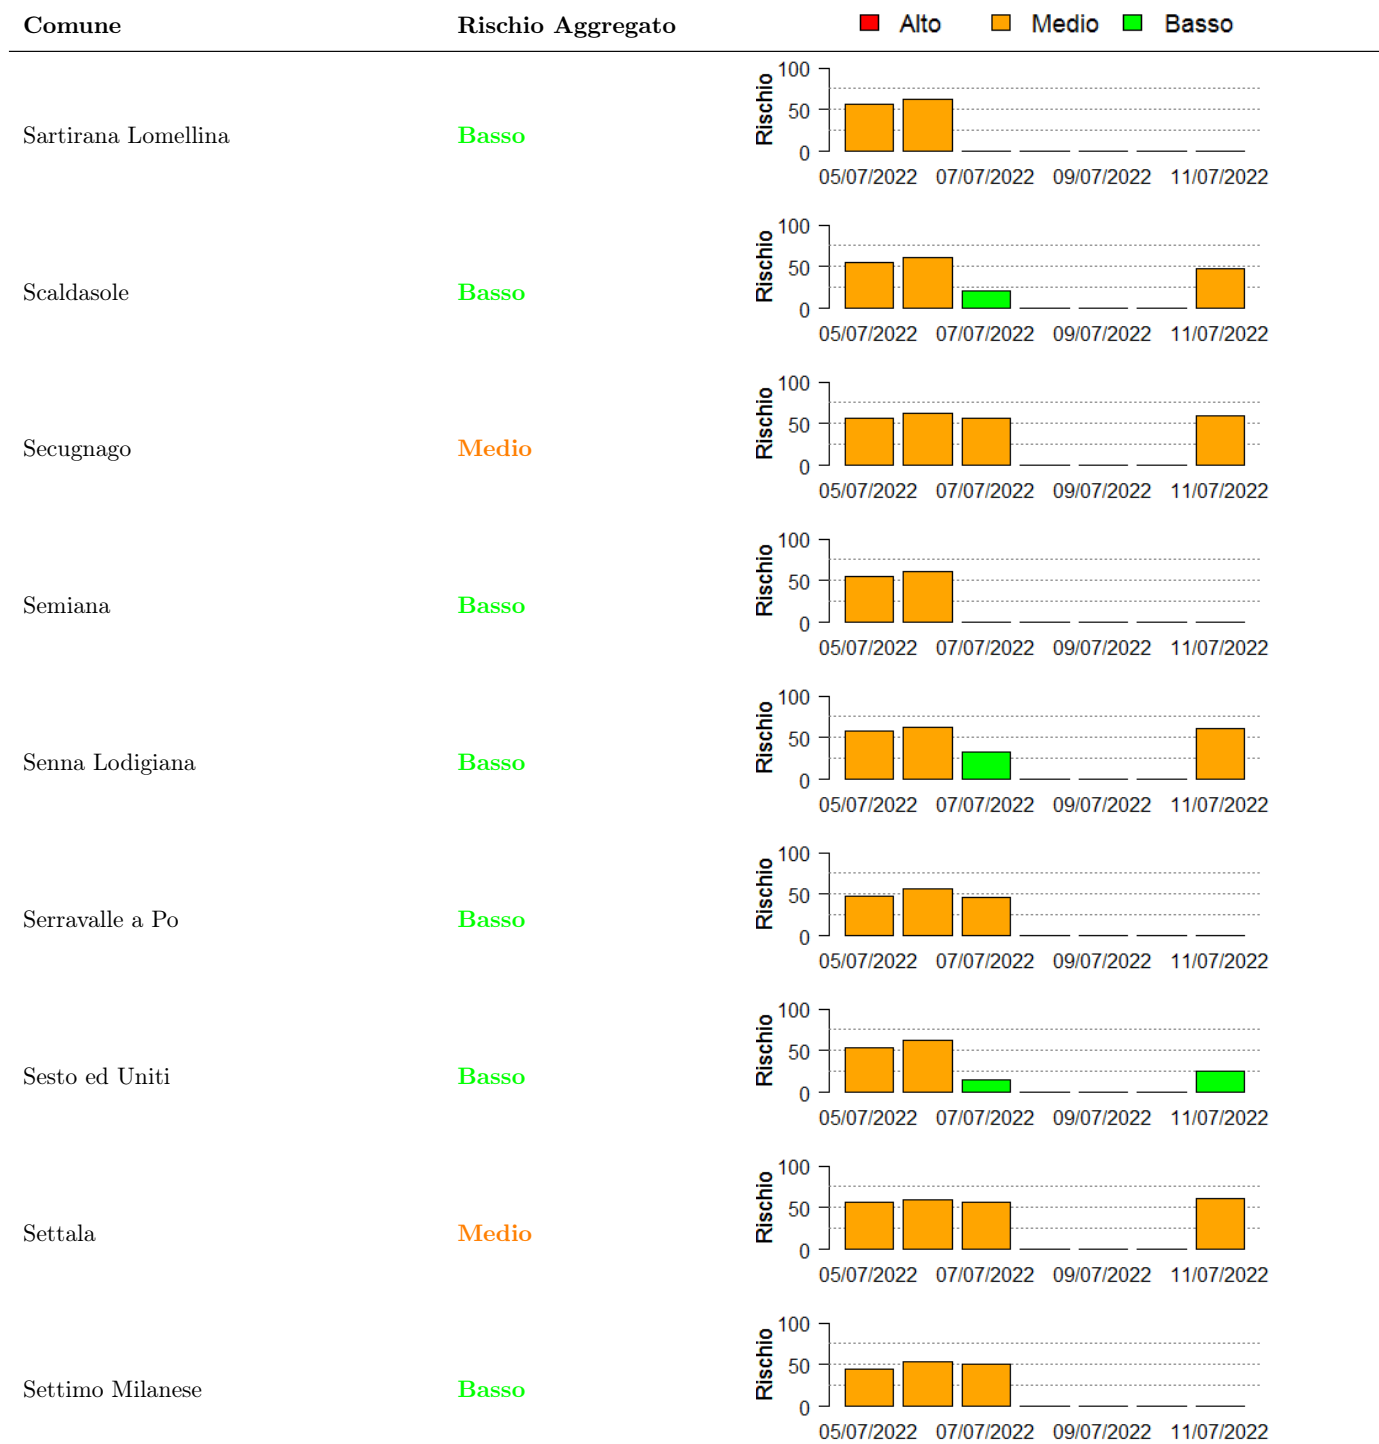 Comune Rischio Aggregato Alto Medio Basso
Sartirana Lomellina Basso Rischio 100 50 0
05/07/2022 07/07/2022 09/07/2022 11/07/2022
Scaldasole Basso Rischio 100 50 0
05/07/2022 07/07/2022 09/07/2022 11/07/2022
Secugnago Medio Rischio 100 50 0
05/07/2022 07/07/2022 09/07/2022 11/07/2022
Semiana Basso Rischio 100 50 0
05/07/2022 07/07/2022 09/07/2022 11/07/2022
Senna Lodigiana Basso Rischio 100 50 0
05/07/2022 07/07/2022 09/07/2022 11/07/2022
Serravalle a Po Basso Rischio 100 50 0
05/07/2022 07/07/2022 09/07/2022 11/07/2022
Sesto ed Uniti Basso Rischio 100 50 0
05/07/2022 07/07/2022 09/07/2022 11/07/2022
Settala Medio Rischio 100 50 0
05/07/2022 07/07/2022 09/07/2022 11/07/2022
Settimo Milanese Basso Rischio 100 50 0
05/07/2022 07/07/2022 09/07/2022 11/07/2022